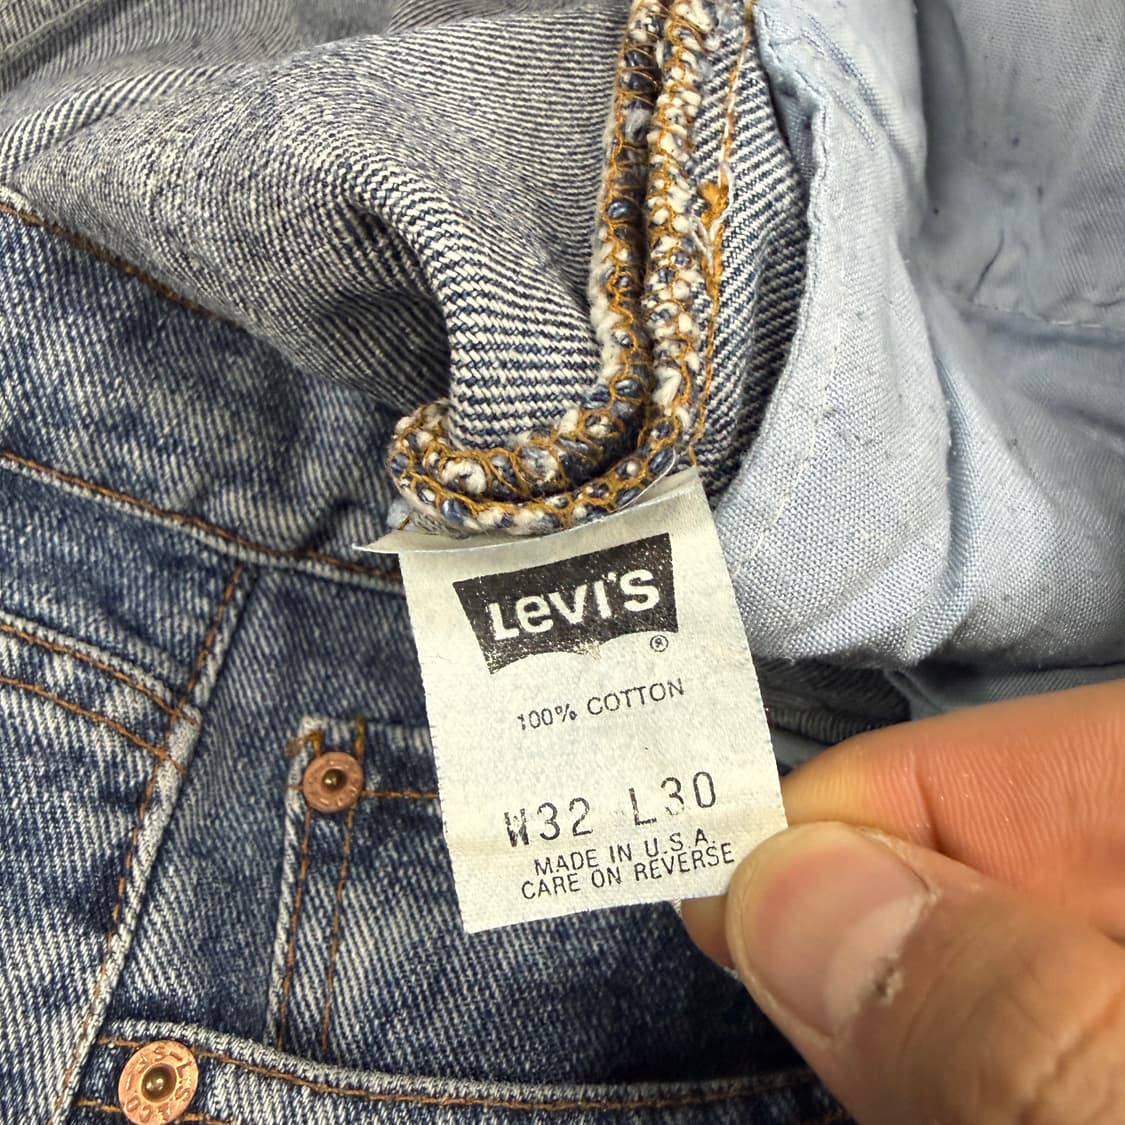 Levi's ®
100% COTTON
W32 L30
MADE IN U.S.A.
CARE ON REVERSE